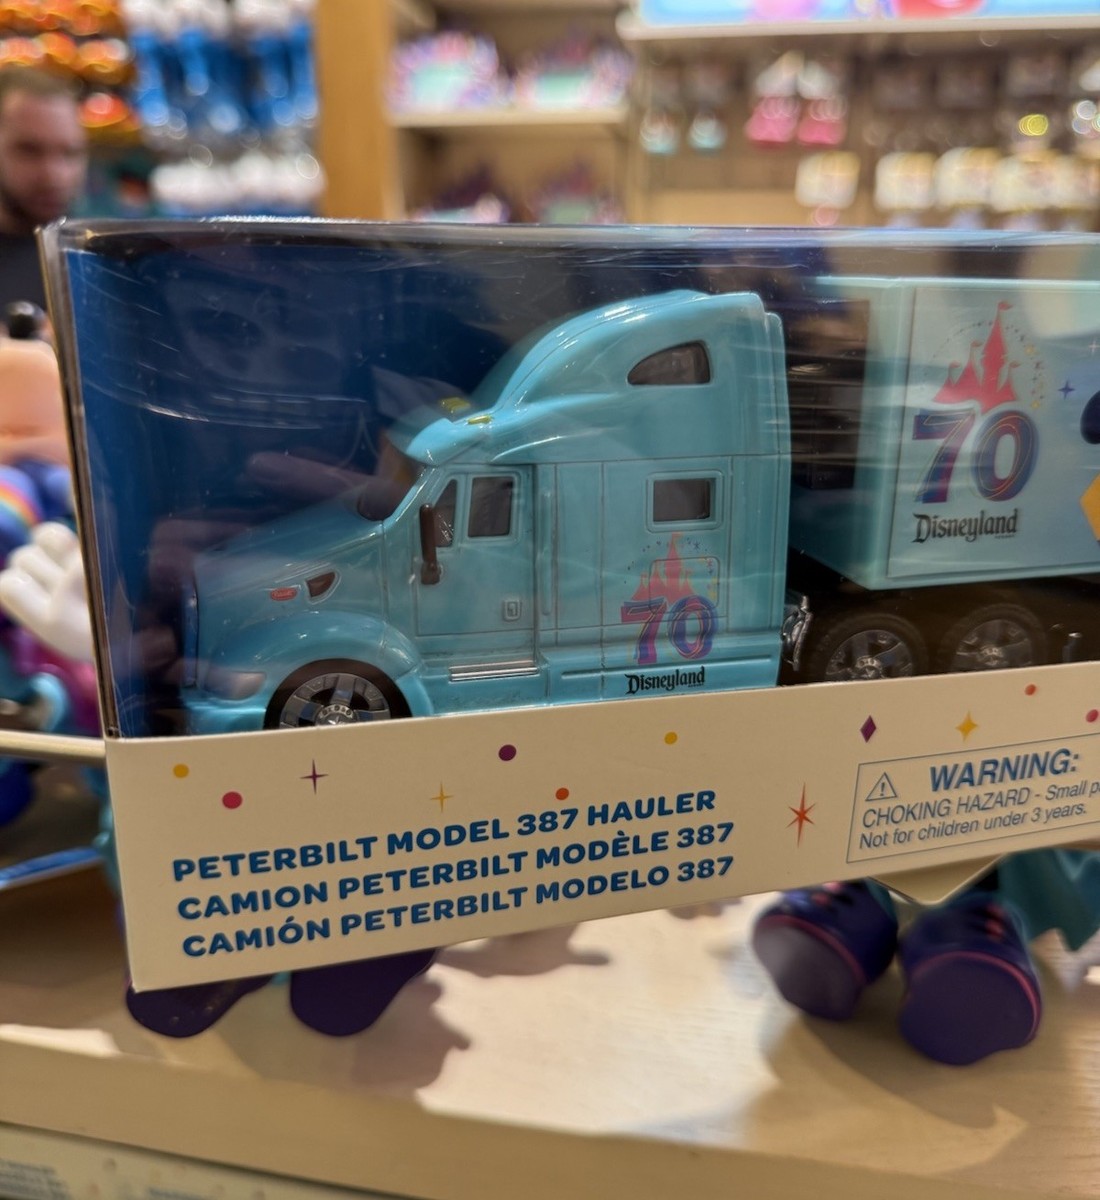 70
Disneyland
70
Disneyland
PETERBILT MODEL 387 HAULER
CAMION PETERBILT MODÈLE 387
CAMIÓN PETERBILT MODELO 387
WARNING:
CHOKING HAZARD - Small
Not for children under 3 years.